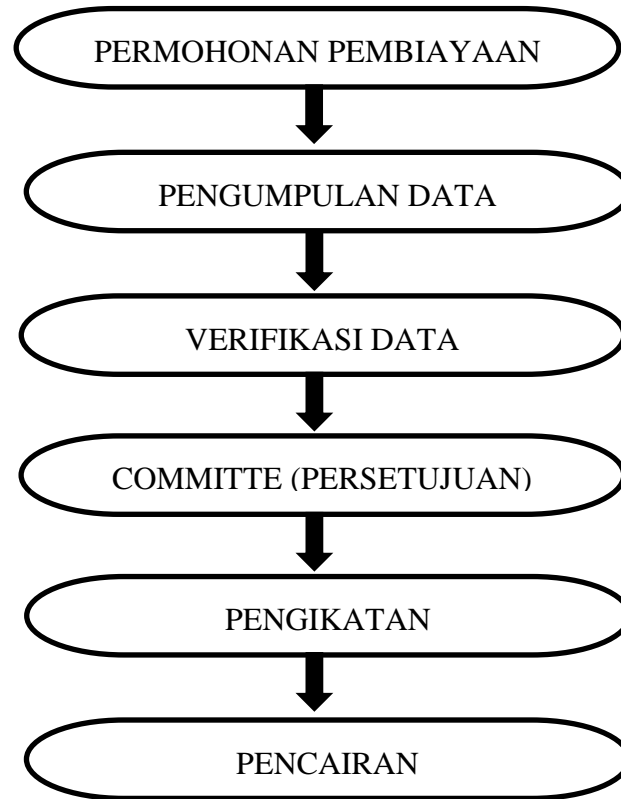 PERMOHONAN PEMBIAYAAN
PENGUMPULAN DATA
VERIFIKASI DATA
COMMITTE (PERSETUJUAN)
PENGIKATAN
PENCAIRAN